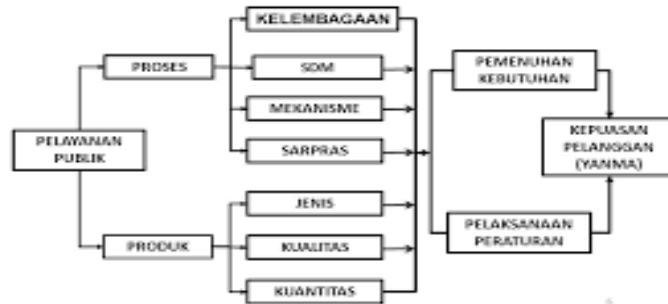 KELEMBAGAAN
PROSES
SDM
MEKANISME
SARPRAS
PELAYANAN
PUBLIK
PRODUK
JENIS
KUALITAS
KUANTITAS
PEMENUHAN
KEBUTUHAN
PELAKSANAAN
PERATURAN
KEPUASAN
PELANGGAN
(YANMA)